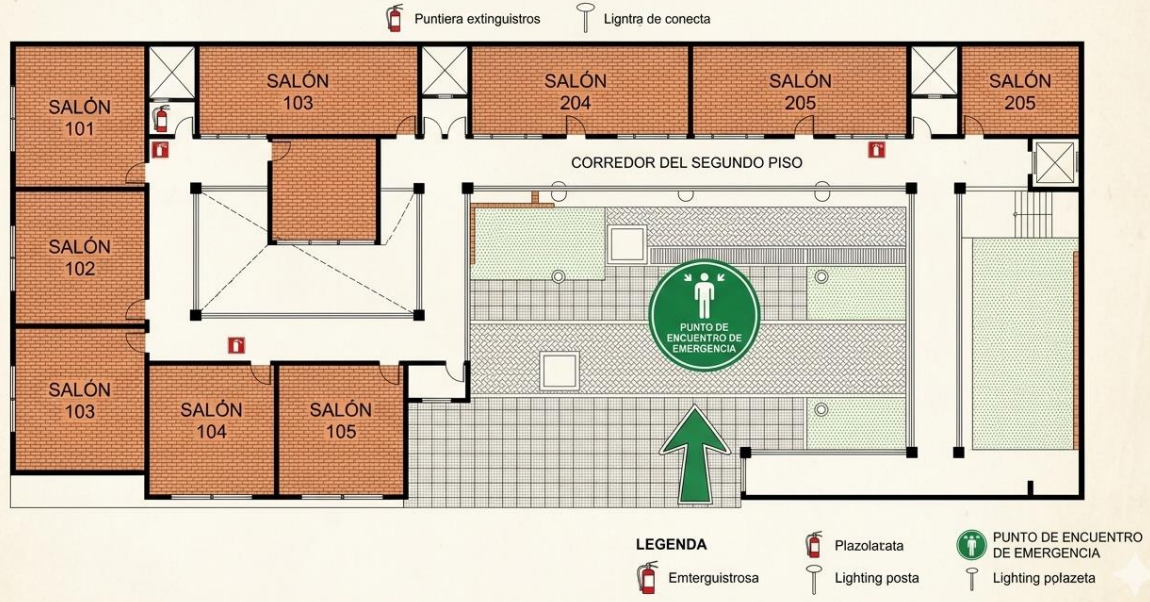 Puntiera extinguistros
Ligntra de conecta
SALÓN
101
SALÓN
103
SALÓN
204
SALÓN
205
SALÓN
205
CORREDOR DEL SEGUNDO PISO
SALÓN
102
PUNTO DE
ENCUENTRO DE
EMERGENCIA
SALÓN
103
SALÓN
104
SALÓN
105
LEGENDA
Plazolarata
PUNTO DE ENCUENTRO
DE EMERGENCIA
Emterguistrosa
Lighting posta
Lighting polazeta